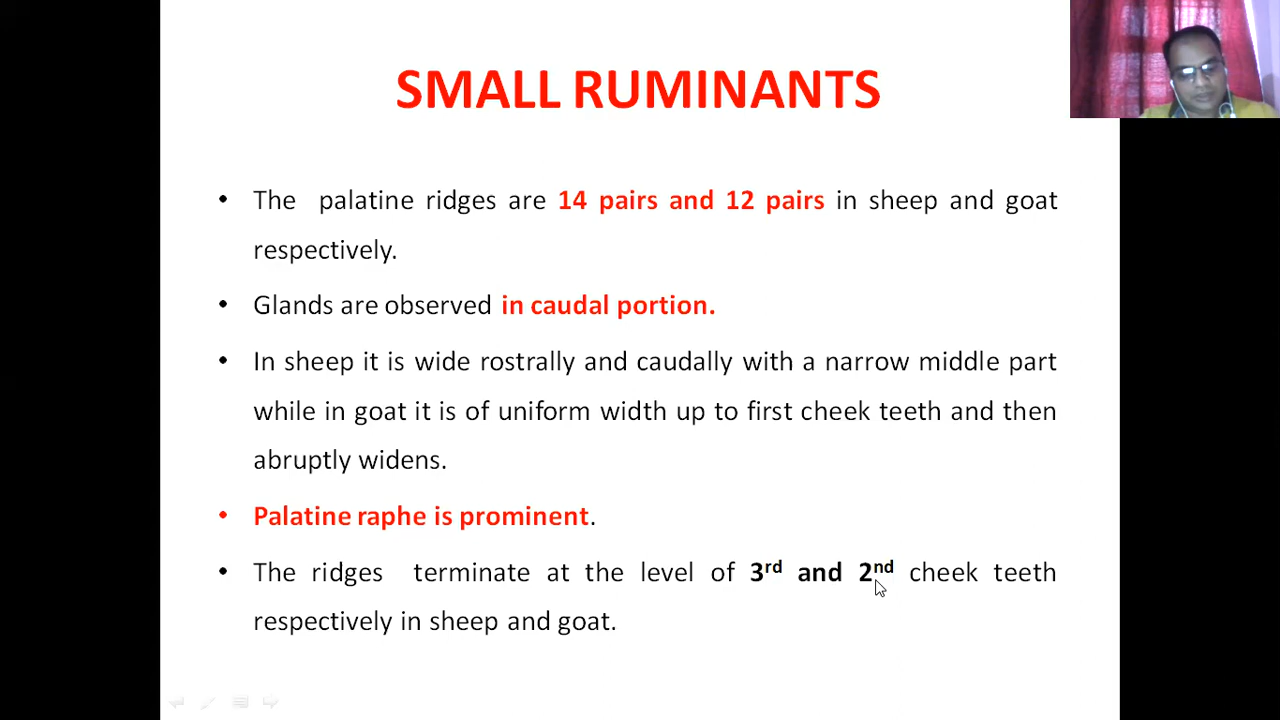 SMALL RUMINANTS
• The palatine ridges are 14 pairs and 12 pairs in sheep and goat
respectively.
• Glands are observed in caudal portion.
• In sheep it is wide rostrally and caudally with a narrow middle part
while in goat it is of uniform width up to first cheek teeth and then
abruptly widens.
• Palatine raphe is prominent.
• The ridges terminate at the level of 3rd and 2nd cheek teeth
respectively in sheep and goat.